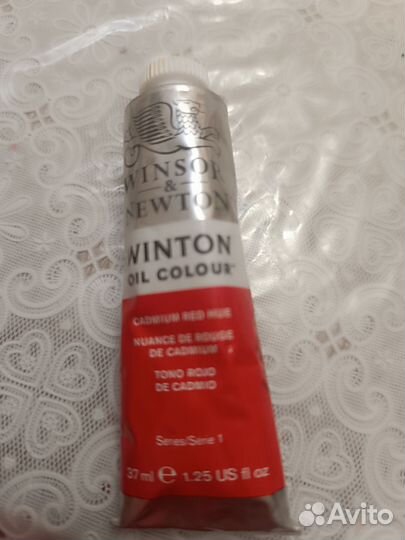 WINSOR
&
NEWTON
WINTON
OIL COLOUR™
CADMIUM RED HUE
NUANCE DE ROUGE
DE CADMIUM
TONO ROJO
DE CADMIO
Series/Série 1
37 ml ℮ 1.25 US fl oz
Avito